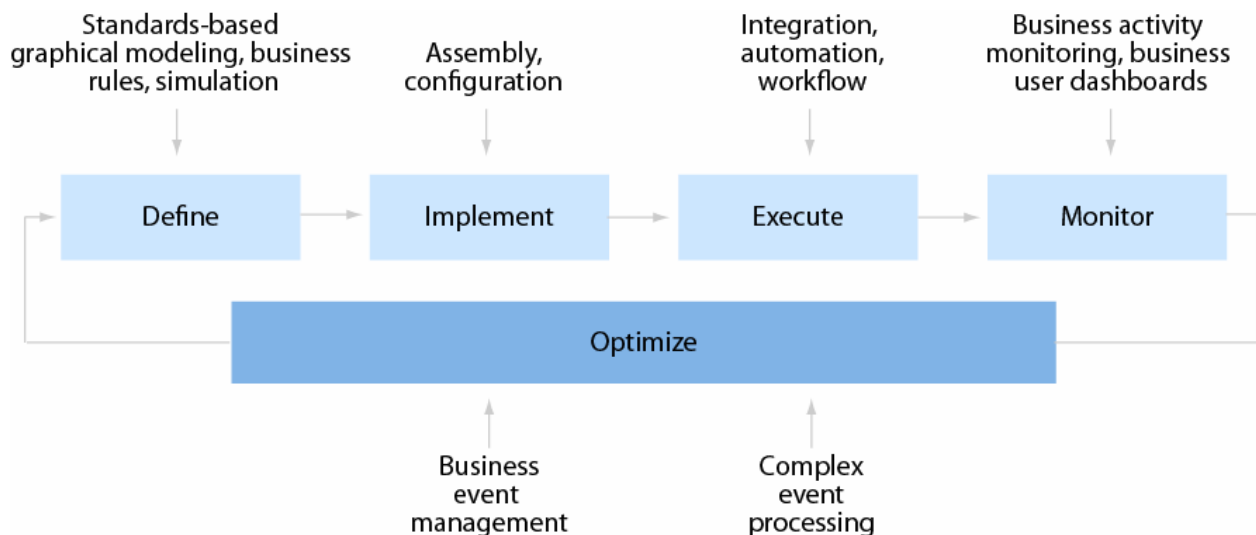 Standards-based
graphical modeling, business
rules, simulation
Assembly,
configuration
Integration,
automation,
workflow
Business activity
monitoring, business
user dashboards
Define
Implement
Execute
Monitor
Optimize
Business
event
management
Complex
event
processing